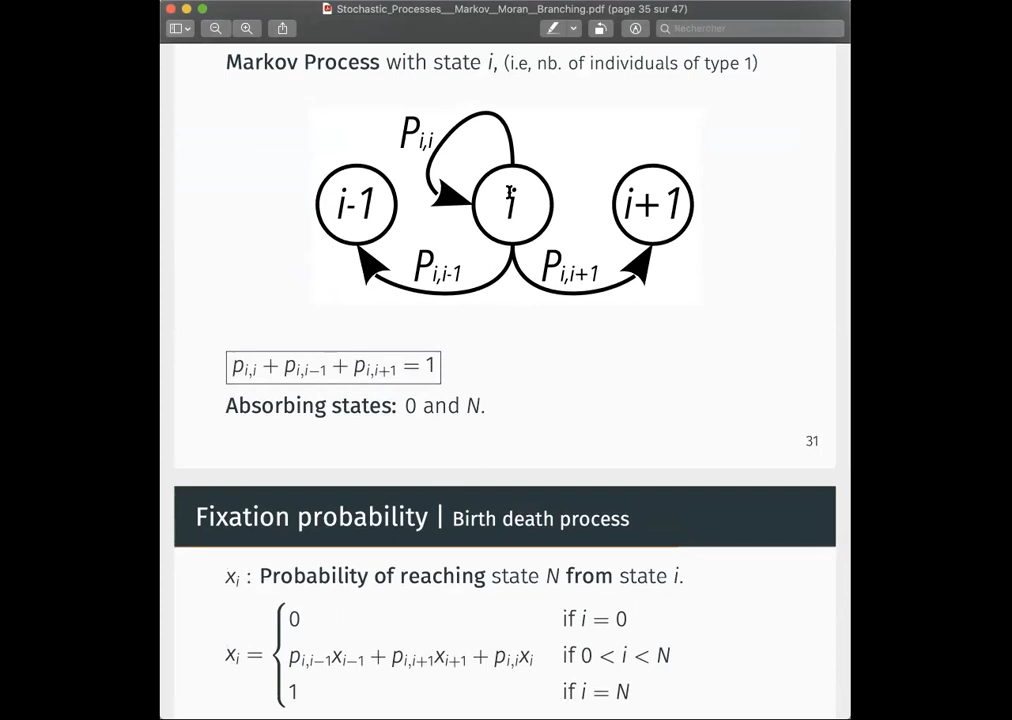 Stochastic_Processes___Markov__Moran__Branching.pdf (page 35 sur 47)
Rechercher
Markov Process with state i, (i.e, nb. of individuals of type 1)
P_{i,i}
i-1
i
i+1
P_{i,i-1}
P_{i,i+1}
p_{i,i} + p_{i,i−1} + p_{i,i+1} = 1
Absorbing states: 0 and N.
31
Fixation probability | Birth death process
x_i : Probability of reaching state N from state i.
0 if i = 0
x_i = { p_{i,i−1}x_{i−1} + p_{i,i+1}x_{i+1} + p_{i,i}x_i if 0 < i < N
1 if i = N